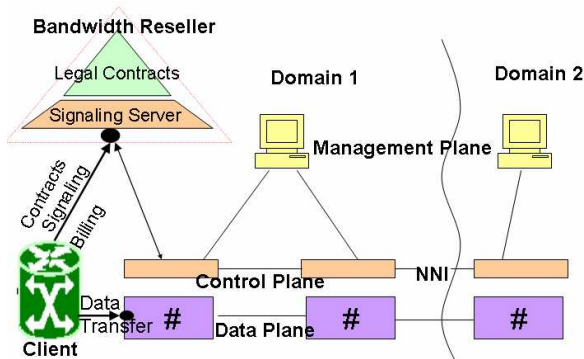 Bandwidth Reseller
Legal Contracts
Signaling Server
Domain 1
Domain 2
Management Plane
Contracts
Signaling
Billing
Control Plane
NNI
Data
Transfer
#
#
#
Data Plane
Client